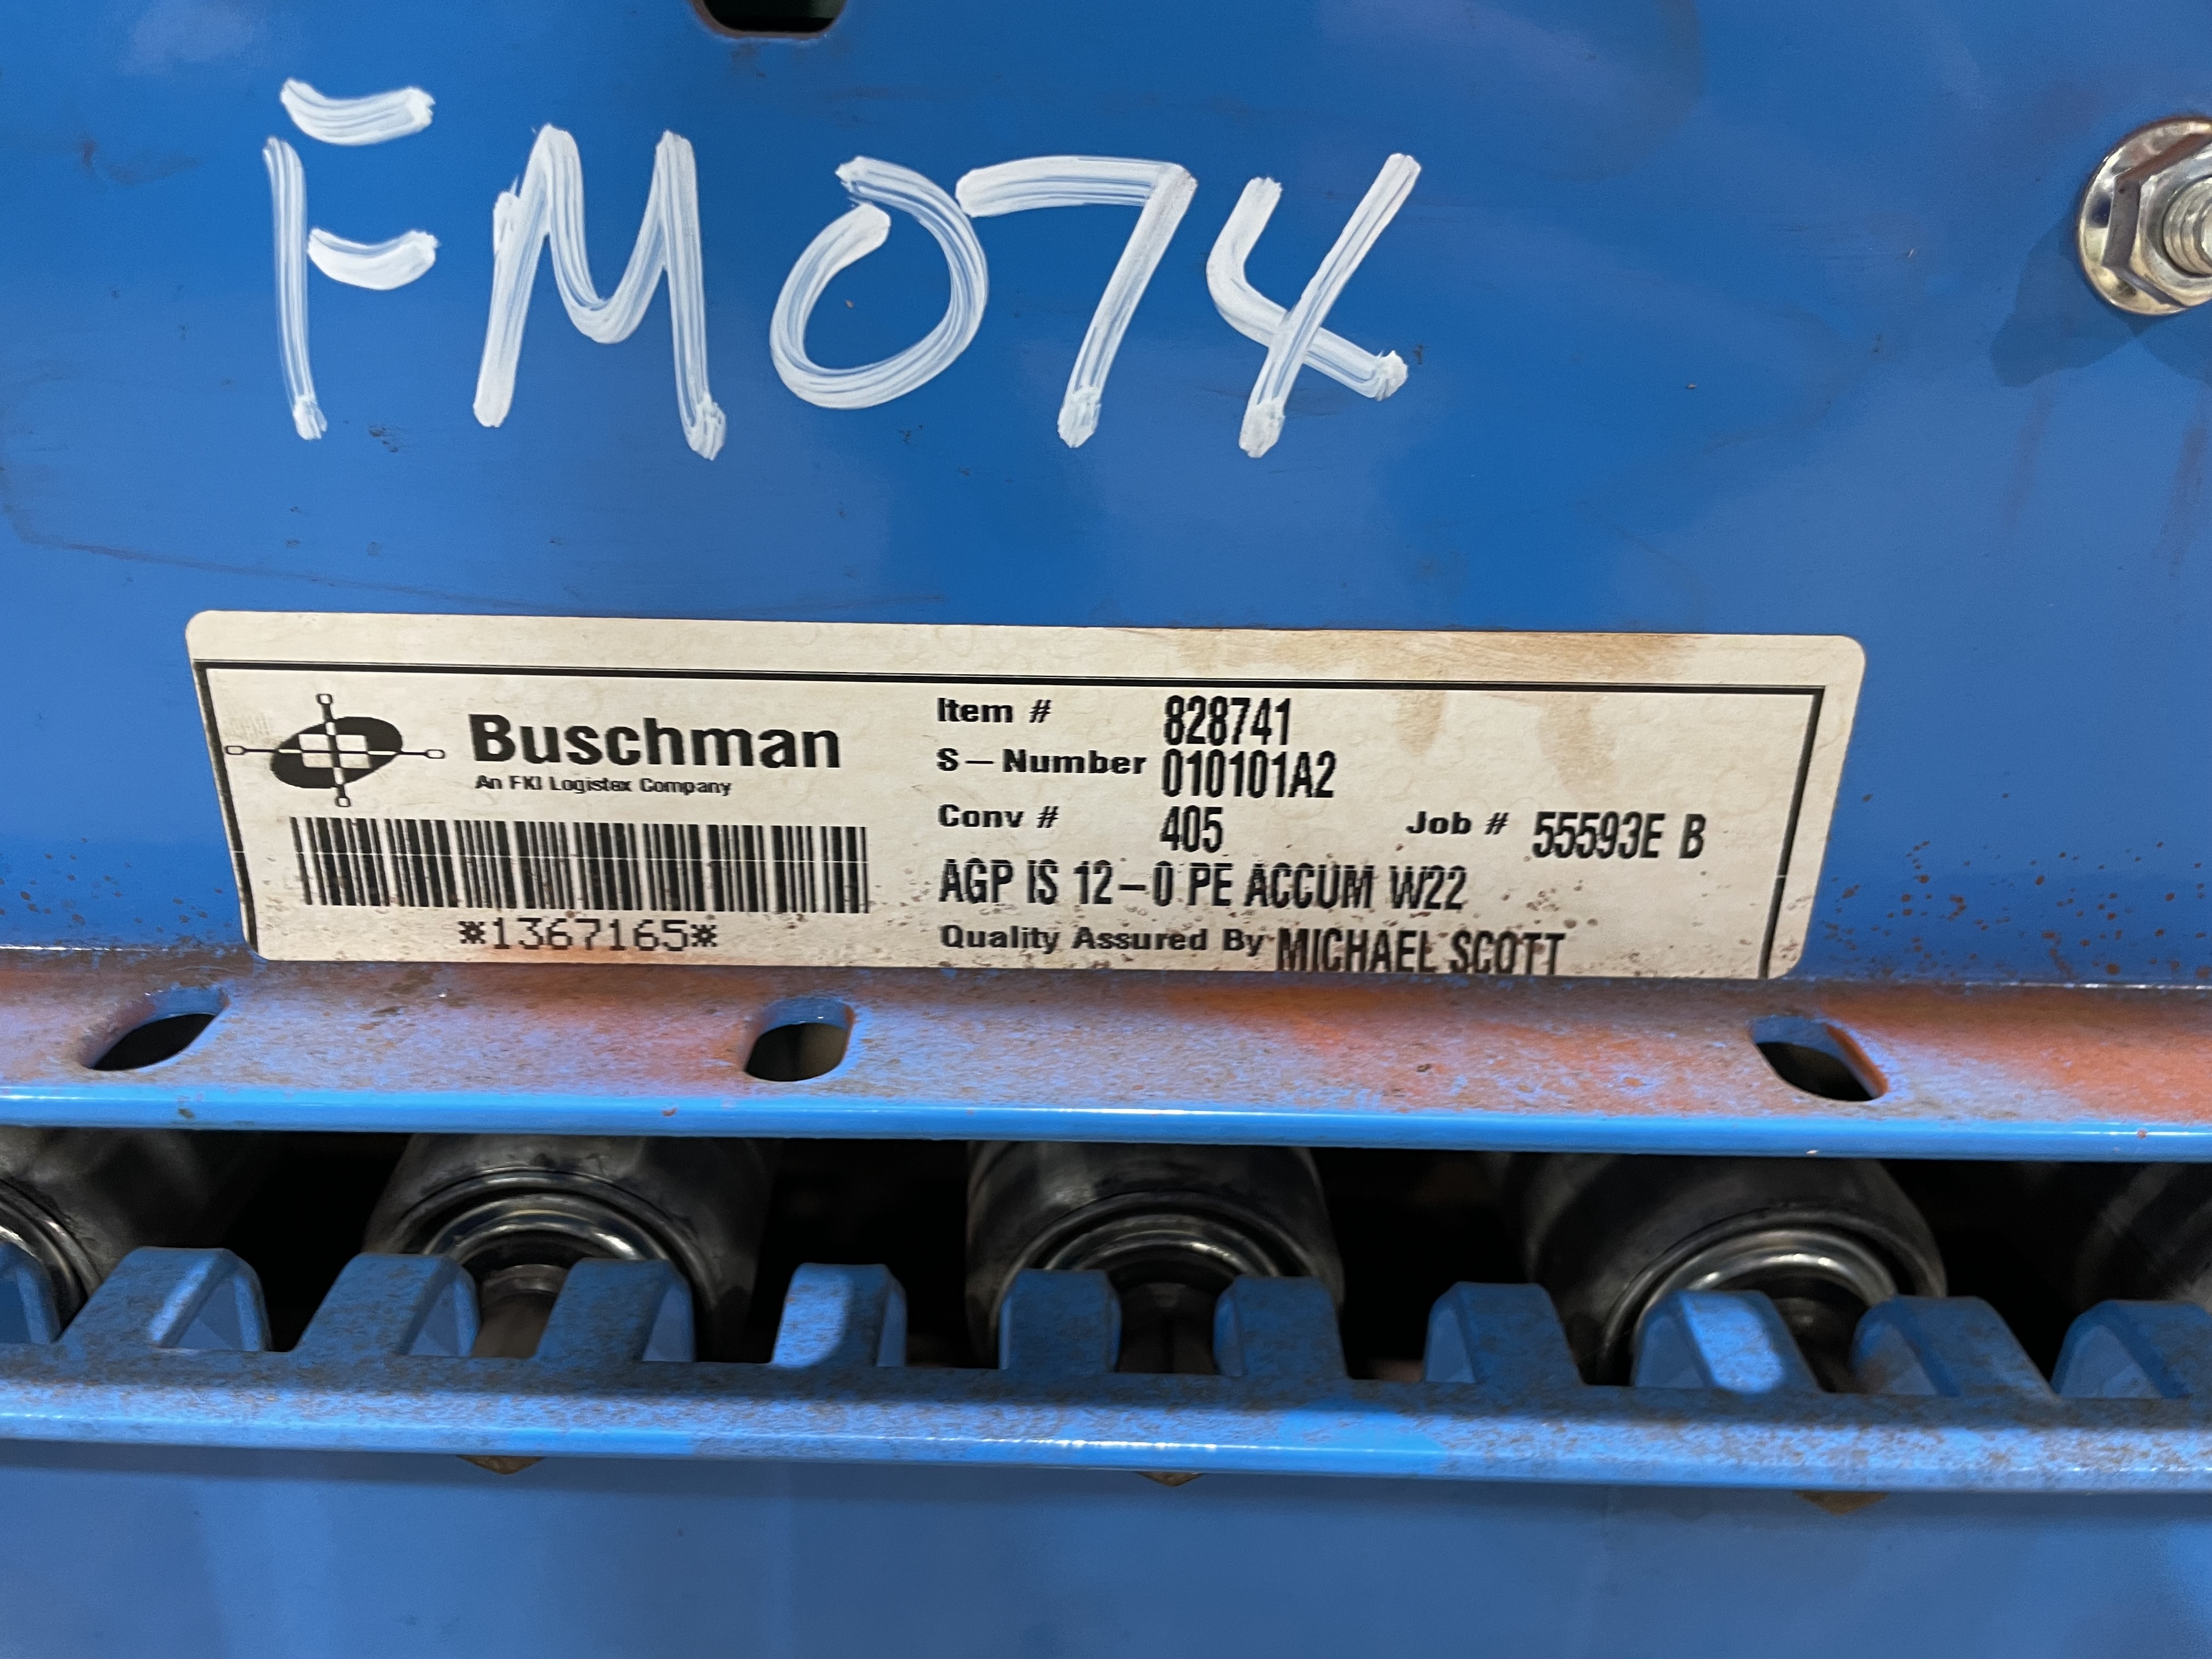 FM074
Buschman
An FKI Logistex Company
*1367165*
Item # 828741
S-Number 010101A2
Conv # 405 Job # 55593E B
AGP IS 12-0 PE ACCUM W22
Quality Assured By MICHAEL SCOTT